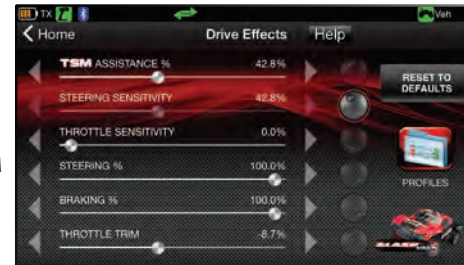 TX Veh
Home Drive Effects Help
TSM ASSISTANCE % 42.8%
RESET TO
DEFAULTS
STEERING SENSITIVITY 42.8%
THROTTLE SENSITIVITY 0.0%
STEERING % 100.0%
PROFILES
BRAKING % 100.0%
THROTTLE TRIM -8.7%
SLASH